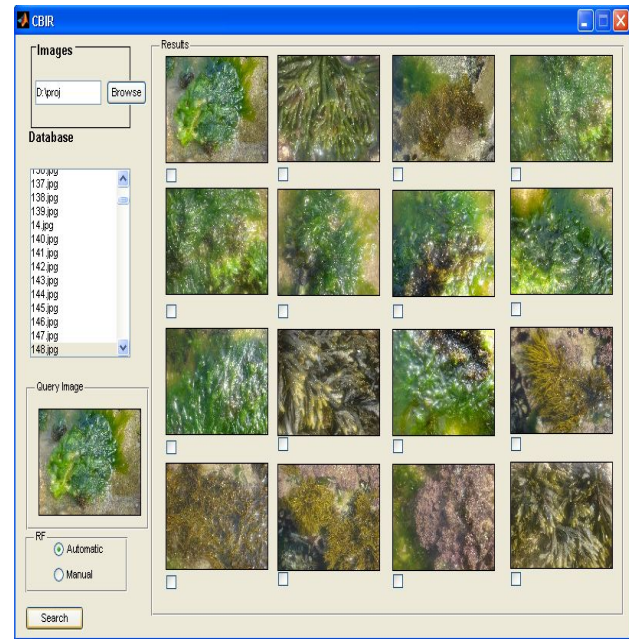 CBIR
Images
D:\proj
Browse
Database
137.jpg
138.jpg
139.jpg
14.jpg
140.jpg
141.jpg
142.jpg
143.jpg
144.jpg
145.jpg
146.jpg
147.jpg
148.jpg
Query Image
RF
Automatic
Manual
Search
Results